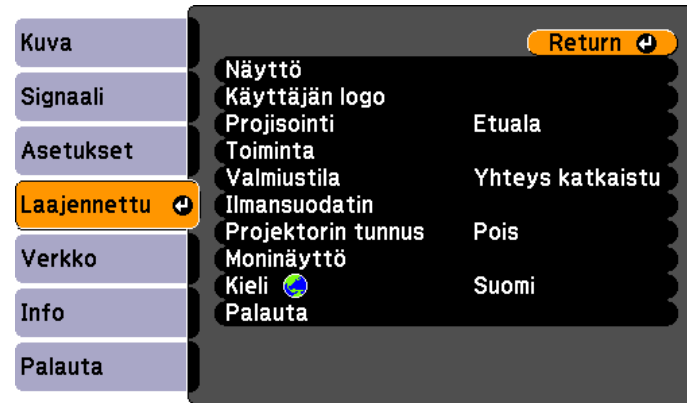 Kuva
Signaali
Asetukset
Laajennettu
Verkko
Info
Palauta
Return
Näyttö
Käyttäjän logo
Projisointi Etuala
Toiminta
Valmiustila Yhteys katkaistu
Ilmansuodatin
Projektorin tunnus Pois
Moninäyttö
Kieli Suomi
Palauta